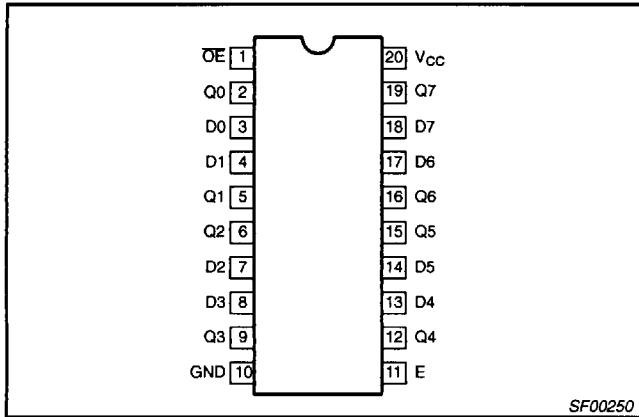 OE 1 20 VCC
Q0 2 19 Q7
D0 3 18 D7
D1 4 17 D6
Q1 5 16 Q6
Q2 6 15 Q5
D2 7 14 D5
D3 8 13 D4
Q3 9 12 Q4
GND 10 11 E
SF00250